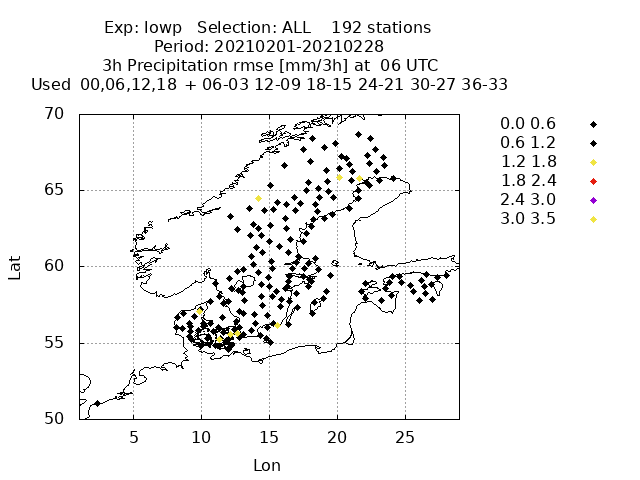 Exp: lowp   Selection: ALL    192 stations
Period: 20210201-20210228
3h Precipitation rmse [mm/3h] at  06 UTC
Used  00,06,12,18  + 06-03 12-09 18-15 24-21 30-27 36-33
0.0 0.6
0.6 1.2
1.2 1.8
1.8 2.4
2.4 3.0
3.0 3.5
70
65
60
55
50
Lat
5
10
15
20
25
Lon